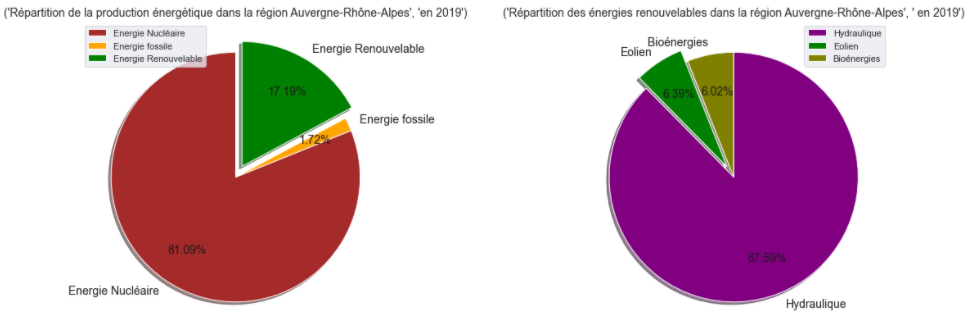 ('Répartition de la production énergétique dans la région Auvergne-Rhône-Alpes', 'en 2019')
Energie Nucléaire
Energie fossile
Energie Renouvelable
Energie Renouvelable
17.19%
Energie fossile
1.72%
81.09%
Energie Nucléaire
('Répartition des énergies renouvelables dans la région Auvergne-Rhône-Alpes', ' en 2019')
Hydraulique
Eolien
Bioénergies
Bioénergies
Eolien
6.39%
6.02%
87.59%
Hydraulique